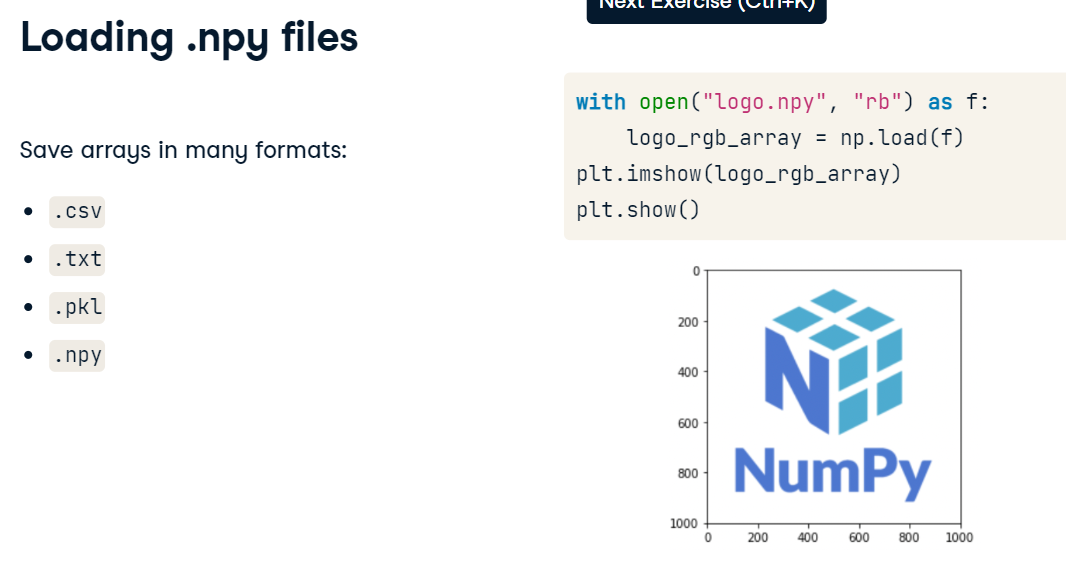 Next Exercise (Ctrl+K)
Loading .npy files
Save arrays in many formats:
.csv
.txt
.pkl
.npy
with open("logo.npy", "rb") as f:
    logo_rgb_array = np.load(f)
plt.imshow(logo_rgb_array)
plt.show()
0
200
400
600
800
1000
NumPy
0 200 400 600 800 1000